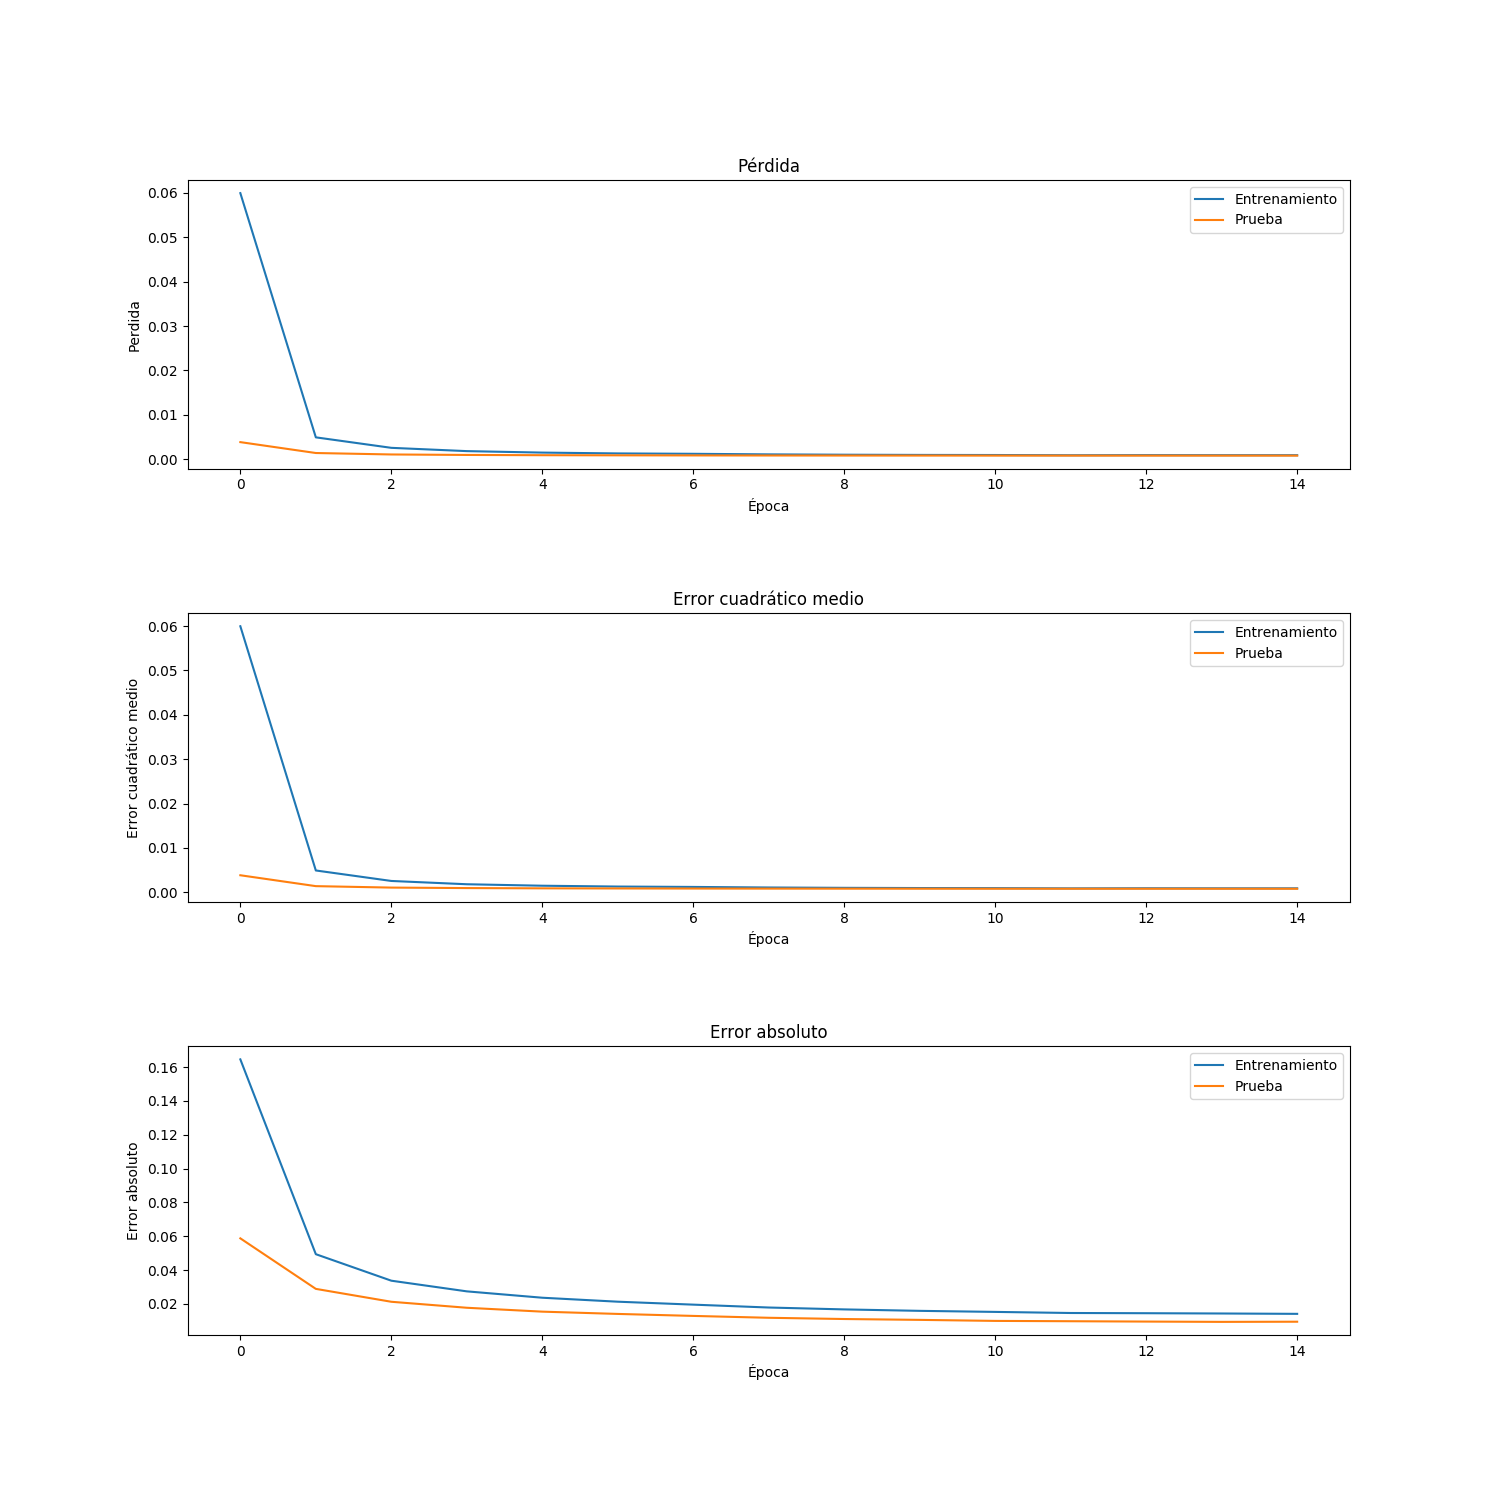 Pérdida
0.06
0.05
0.04
0.03
0.02
0.01
0.00
Perdida
Entrenamiento
Prueba
0 2 4 6 8 10 12 14
Época
Error cuadrático medio
0.06
0.05
0.04
0.03
0.02
0.01
0.00
Error cuadrático medio
Entrenamiento
Prueba
0 2 4 6 8 10 12 14
Época
Error absoluto
0.16
0.14
0.12
0.10
0.08
0.06
0.04
0.02
Error absoluto
Entrenamiento
Prueba
0 2 4 6 8 10 12 14
Época